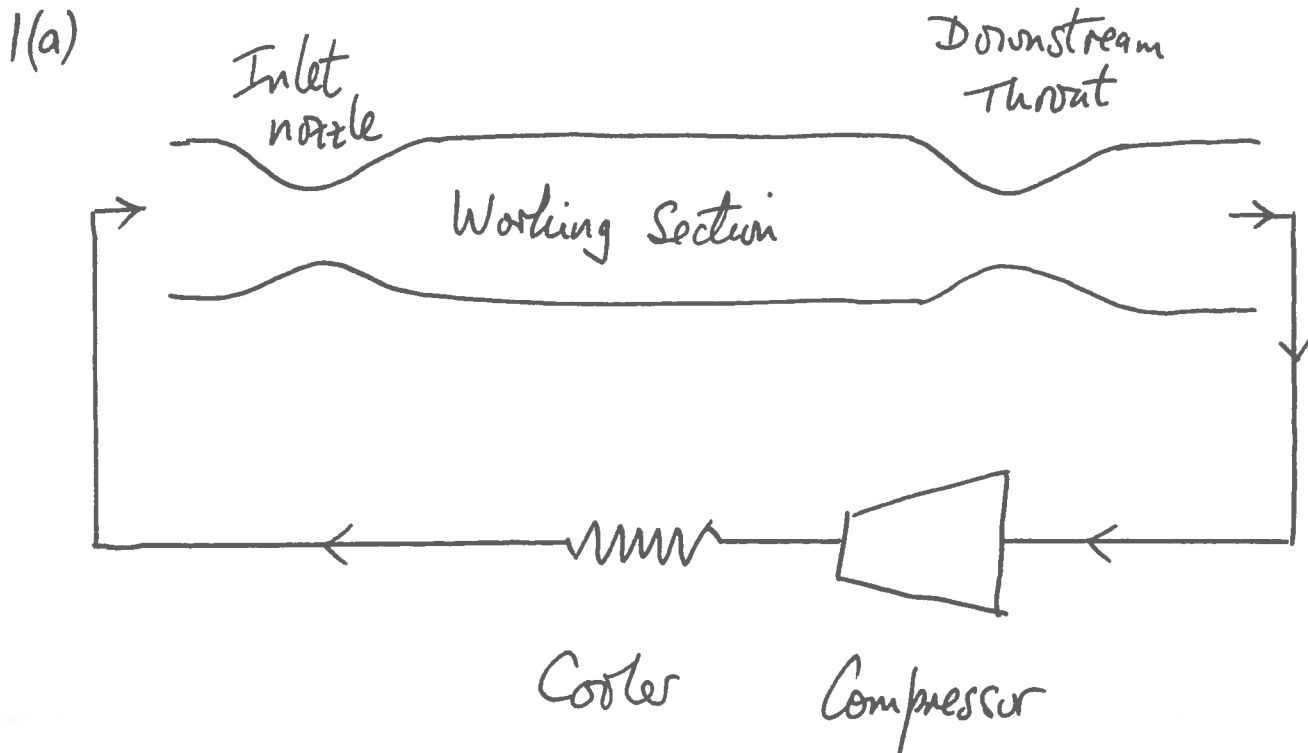 1(a)
Inlet
nozzle
Downstream
Throat
Working Section
Cooler
Compressor